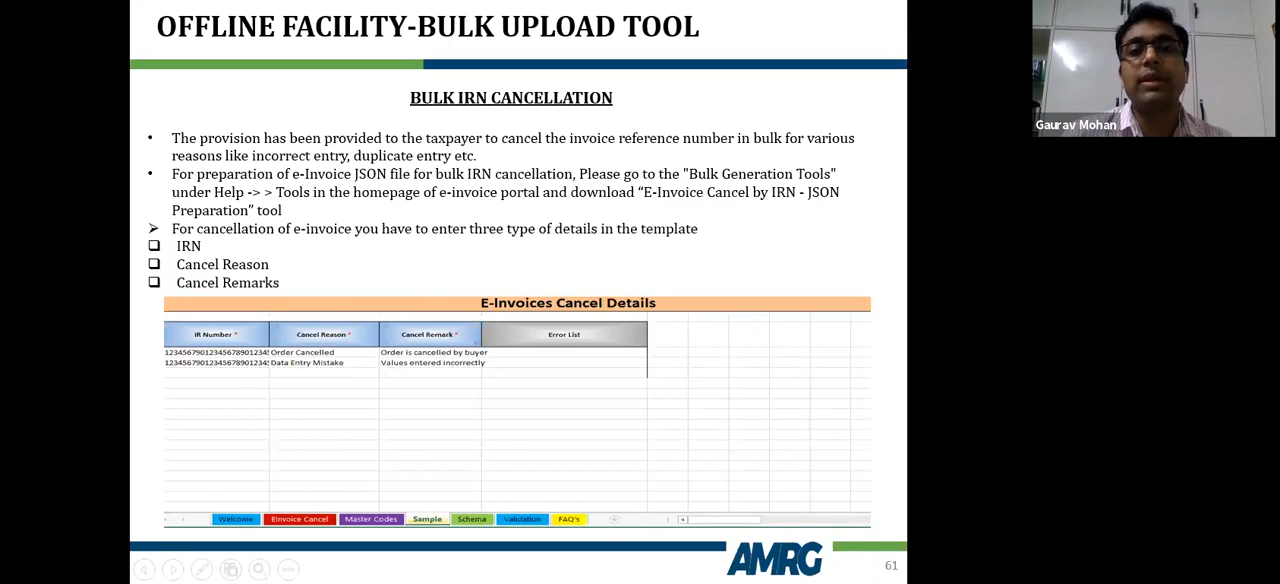 OFFLINE FACILITY-BULK UPLOAD TOOL
Gaurav Mohan
BULK IRN CANCELLATION
• The provision has been provided to the taxpayer to cancel the invoice reference number in bulk for various
reasons like incorrect entry, duplicate entry etc.
• For preparation of e-Invoice JSON file for bulk IRN cancellation, Please go to the "Bulk Generation Tools"
under Help -> > Tools in the homepage of e-invoice portal and download “E-Invoice Cancel by IRN - JSON
Preparation” tool
➢ For cancellation of e-invoice you have to enter three type of details in the template
❑ IRN
❑ Cancel Reason
❑ Cancel Remarks
E-Invoices Cancel Details
IR Number * Cancel Reason * Cancel Remark * Error List
Order Cancelled Order is cancelled by buyer
Data Entry Mistake Values entered incorrectly
Welcome EInvoice Cancel Master Codes Sample Schema Validation FAQ's
AMRG
61